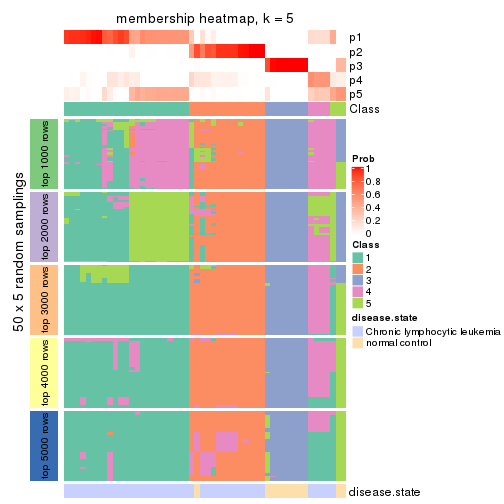 membership heatmap, k = 5
p1
p2
p3
p4
p5
Class
50 x 5 random samplings
top 1000 rows
top 2000 rows
top 3000 rows
top 4000 rows
top 5000 rows
Prob
1
0.8
0.6
0.4
0.2
0
Class
1
2
3
4
5
disease.state
Chronic lymphocytic leukemia
normal control
disease.state